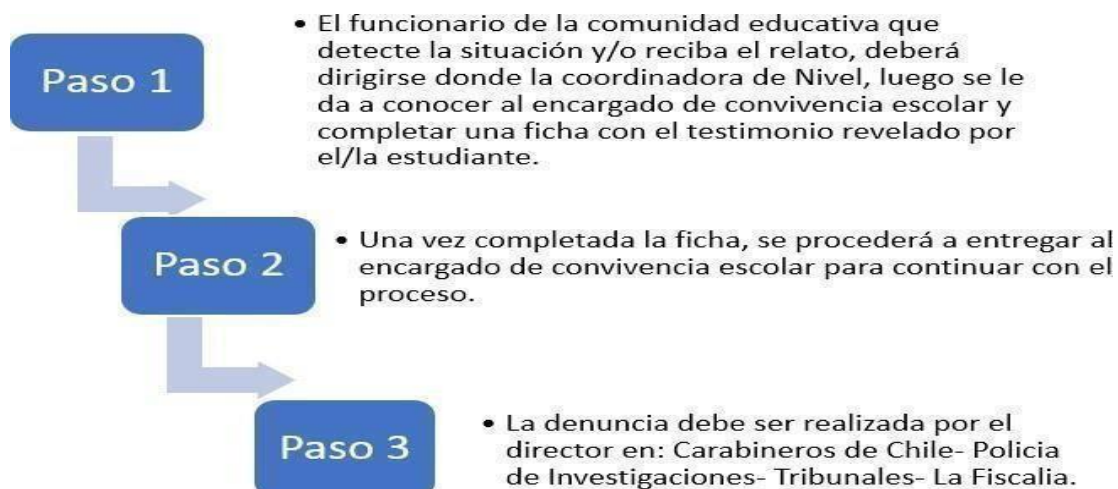 Paso 1
• El funcionario de la comunidad educativa que
detecte la situación y/o reciba el relato, deberá
dirigirse donde la coordinadora de Nivel, luego se le
da a conocer al encargado de convivencia escolar y
completar una ficha con el testimonio revelado por
el/la estudiante.
Paso 2
• Una vez completada la ficha, se procederá a entregar al
encargado de convivencia escolar para continuar con el
proceso.
Paso 3
• La denuncia debe ser realizada por el
director en: Carabineros de Chile- Policia
de Investigaciones- Tribunales- La Fiscalia.